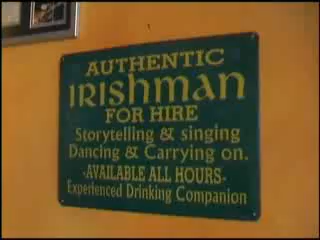 AUTHENTIC
IRISHMAN
FOR HIRE
Storytelling & singing
Dancing & Carrying on.
-AVAILABLE ALL HOURS-
Experienced Drinking Companion